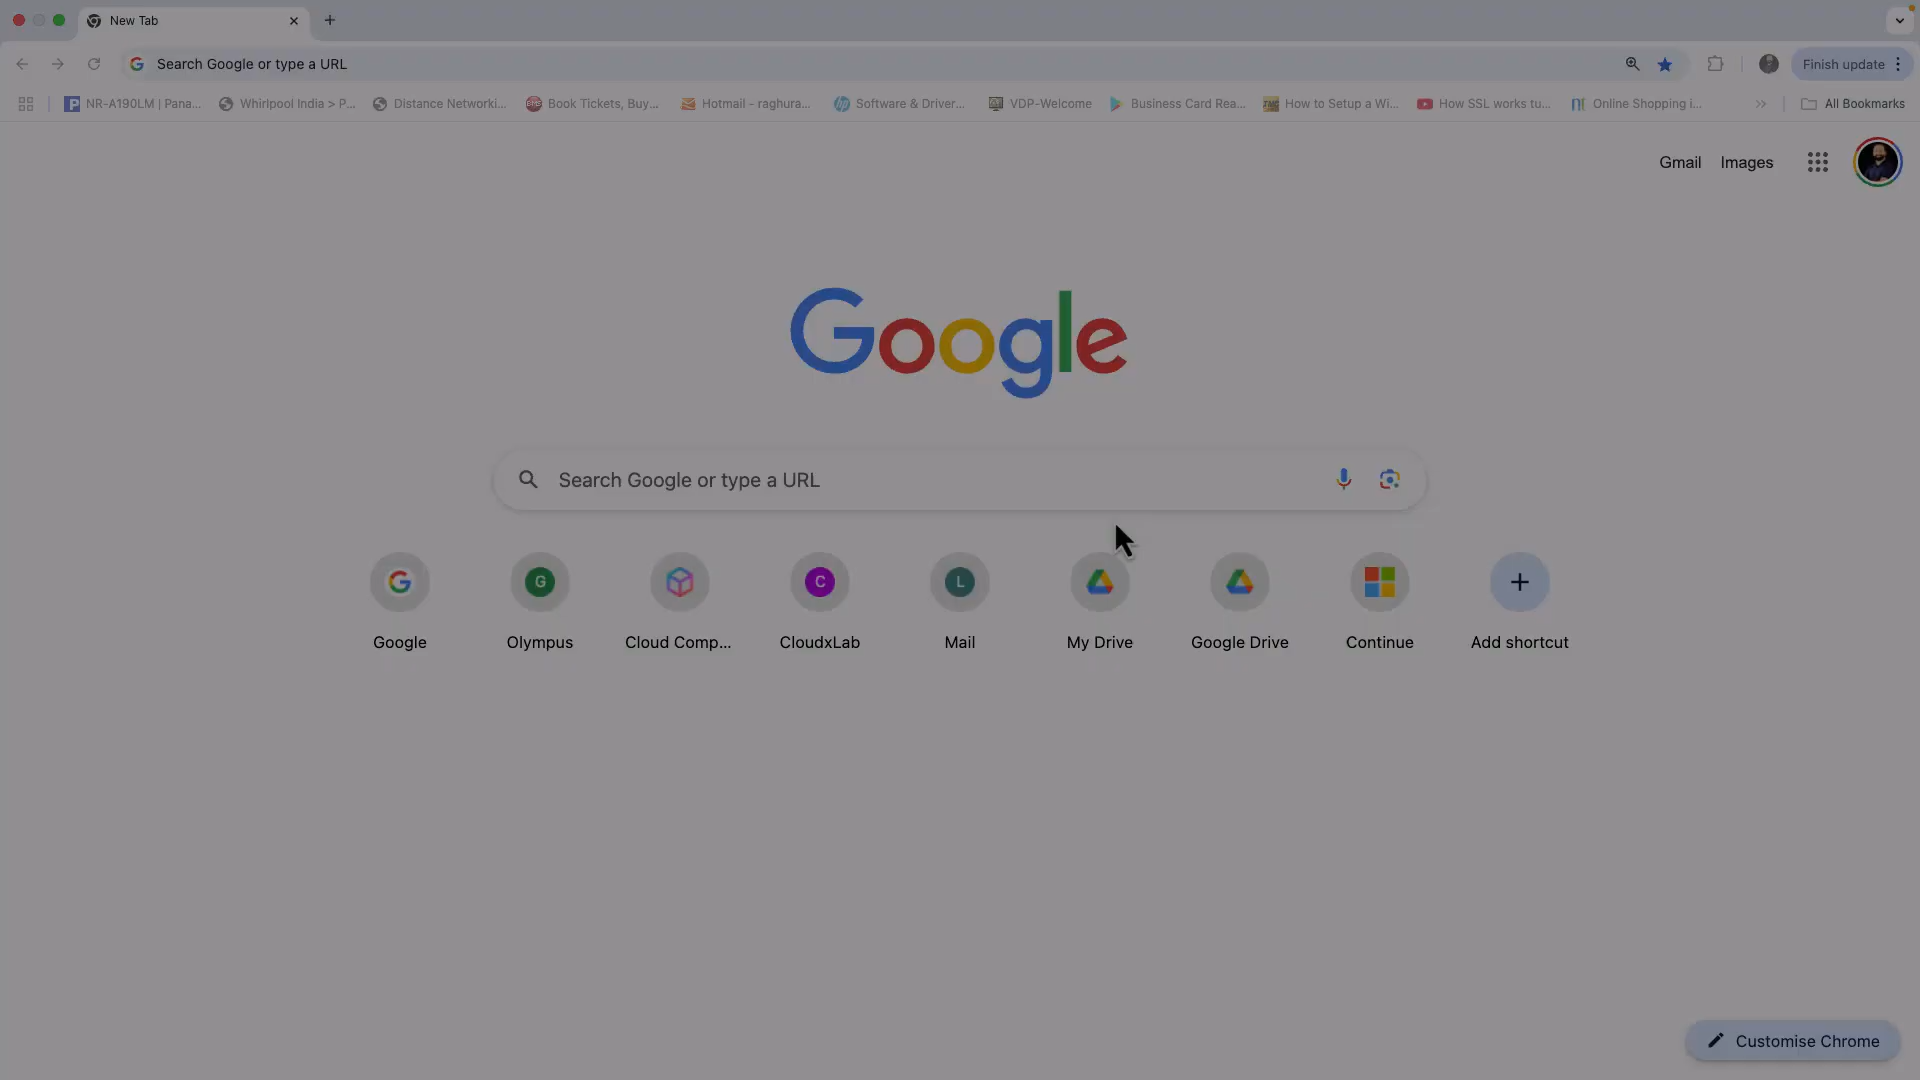 New Tab
Search Google or type a URL
Finish update
NR-A190LM | Pana...
Whirlpool India > P...
Distance Networki...
Book Tickets, Buy...
Hotmail - raghura...
Software & Driver...
VDP-Welcome
Business Card Rea...
How to Setup a Wi...
How SSL works tu...
Online Shopping i...
All Bookmarks
Gmail
Images
Google
Search Google or type a URL
G
C
L
Google
Olympus
Cloud Comp...
CloudxLab
Mail
My Drive
Google Drive
Continue
Add shortcut
Customise Chrome